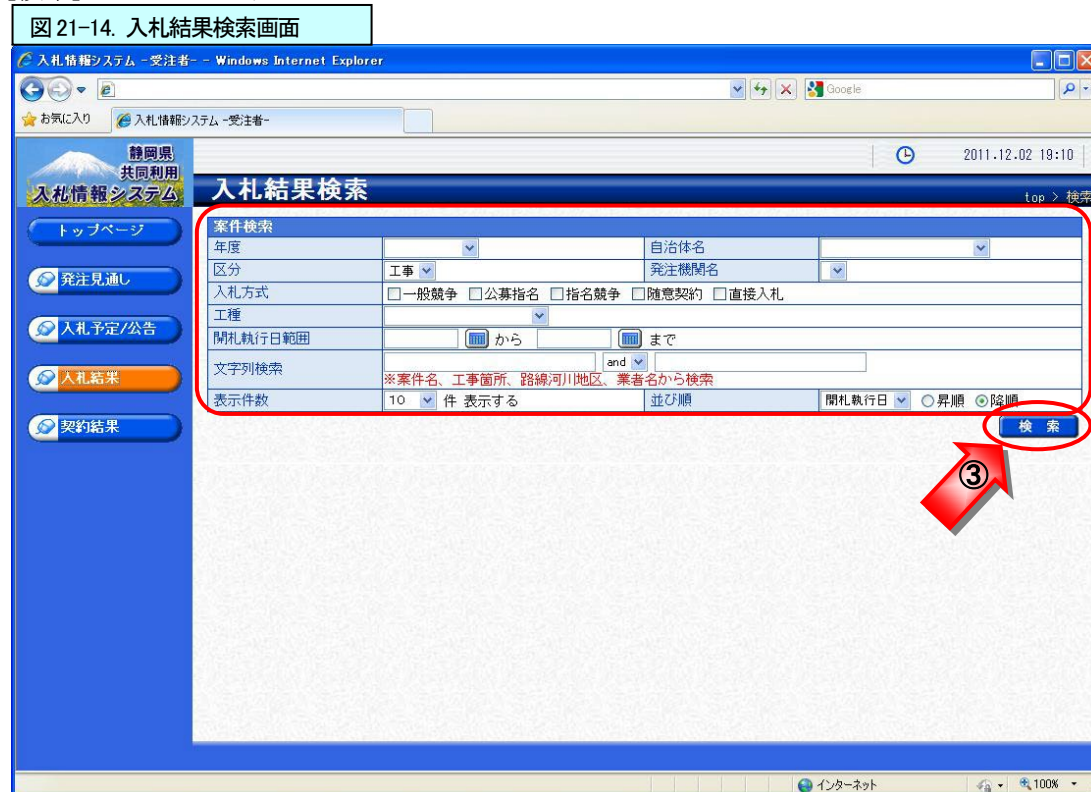 図 21-14. 入札結果検索画面
入札情報システム -受注者- - Windows Internet Explorer
Google
お気に入り 入札情報システム -受注者-
静岡県
共同利用
入札情報システム
2011.12.02 19:10
入札結果検索
top > 検索
トップページ
発注見通し
入札予定/公告
入札結果
契約結果
案件検索
年度 自治体名
区分 工事 発注機関名
入札方式 一般競争 公募指名 指名競争 随意契約 直接入札
工種
開札執行日範囲 から まで
文字列検索 and
※案件名、工事箇所、路線河川地区、業者名から検索
表示件数 10 件 表示する 並び順 開札執行日 昇順 降順
検 索
③
インターネット 100%